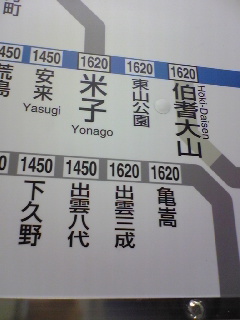 町
1450
1450
1620
1620
1620
荒島
安来
Yasugi
米子
Yonago
東山公園
伯耆大山
Hōki-Daisen
1450
1450
1620
1620
下久野
出雲八代
出雲三成
亀嵩